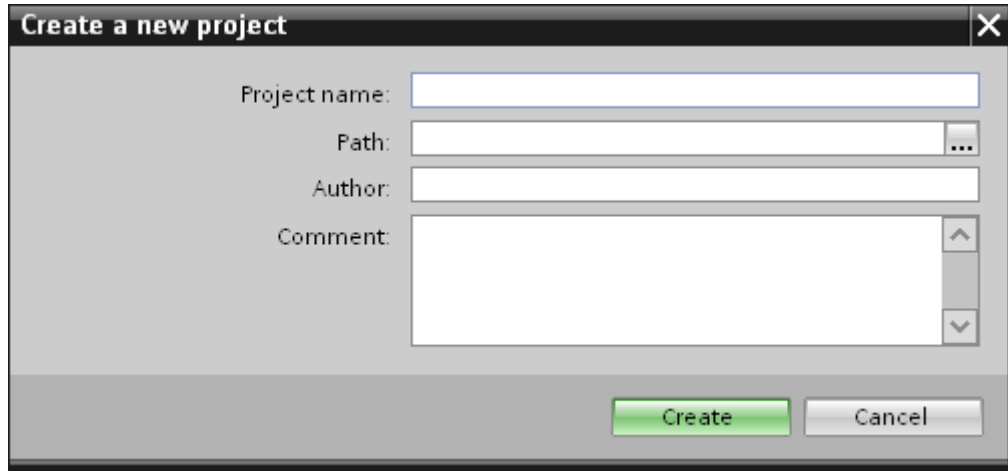 Create a new project
Project name:
Path:
...
Author:
Comment:
Create
Cancel